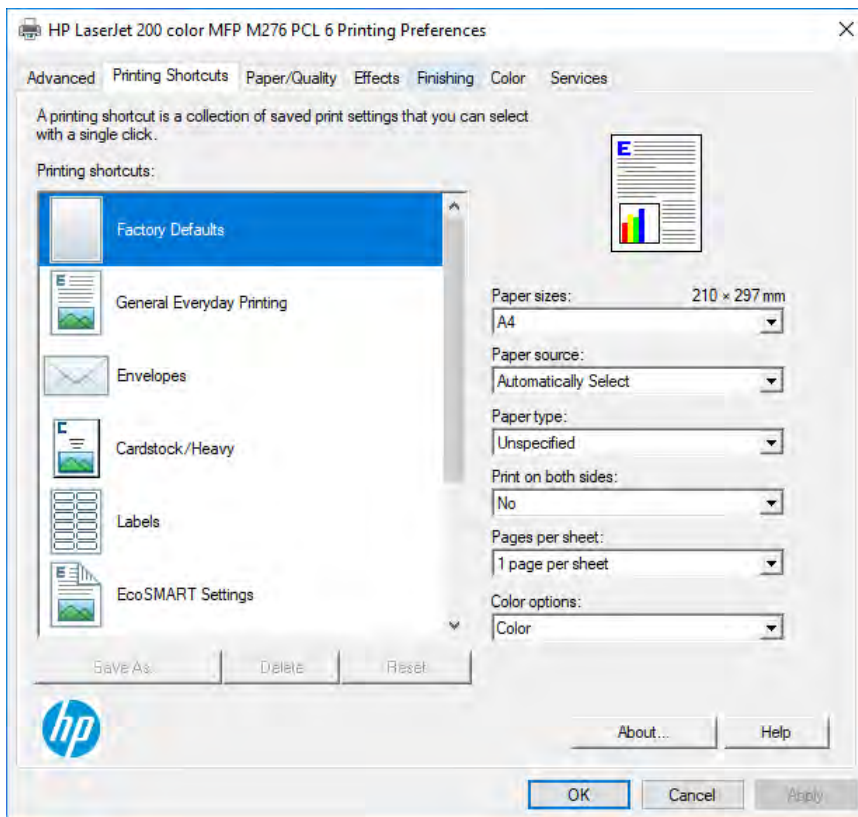 HP LaserJet 200 color MFP M276 PCL 6 Printing Preferences
Advanced Printing Shortcuts Paper/Quality Effects Finishing Color Services
A printing shortcut is a collection of saved print settings that you can select
with a single click.
Printing shortcuts:
Factory Defaults
General Everyday Printing
Envelopes
Cardstock/Heavy
Labels
EcoSMART Settings
Save As... Delete Reset
E
Paper sizes: 210 × 297 mm
A4
Paper source:
Automatically Select
Paper type:
Unspecified
Print on both sides:
No
Pages per sheet:
1 page per sheet
Color options:
Color
hp
About... Help
OK Cancel Apply